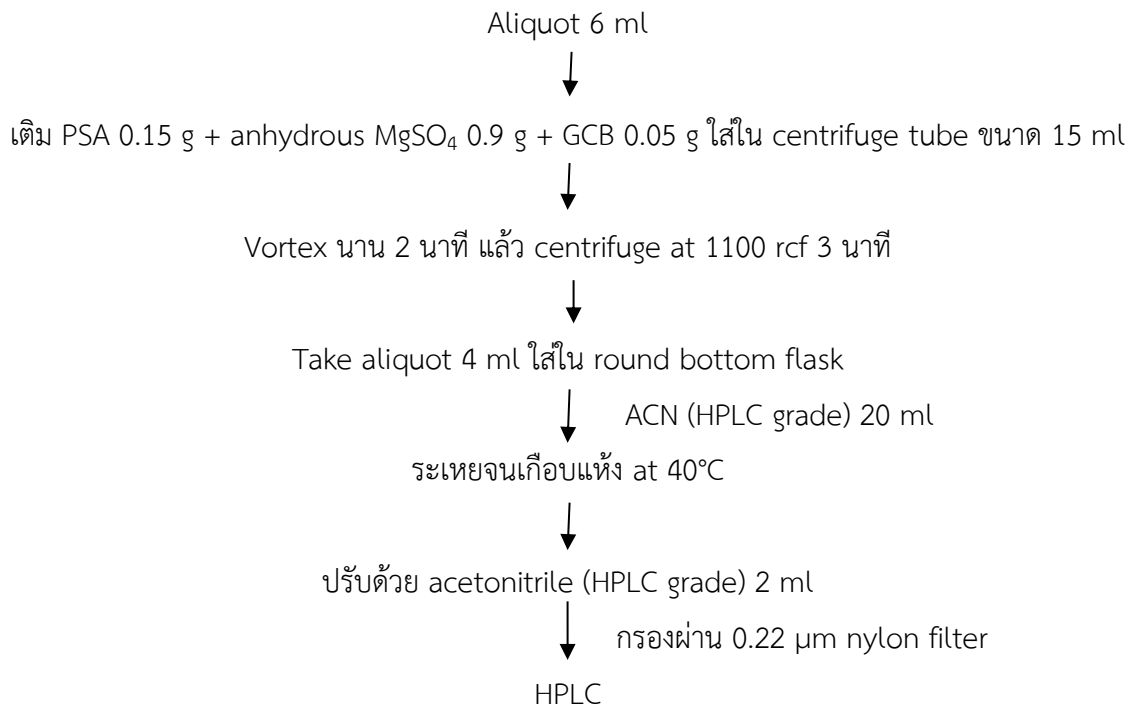 Aliquot 6 ml
เติม PSA 0.15 g + anhydrous MgSO₄ 0.9 g + GCB 0.05 g ใส่ใน centrifuge tube ขนาด 15 ml
Vortex นาน 2 นาที แล้ว centrifuge at 1100 rcf 3 นาที
Take aliquot 4 ml ใส่ใน round bottom flask
ACN (HPLC grade) 20 ml
ระเหยจนเกือบแห้ง at 40°C
ปรับด้วย acetonitrile (HPLC grade) 2 ml
กรองผ่าน 0.22 µm nylon filter
HPLC